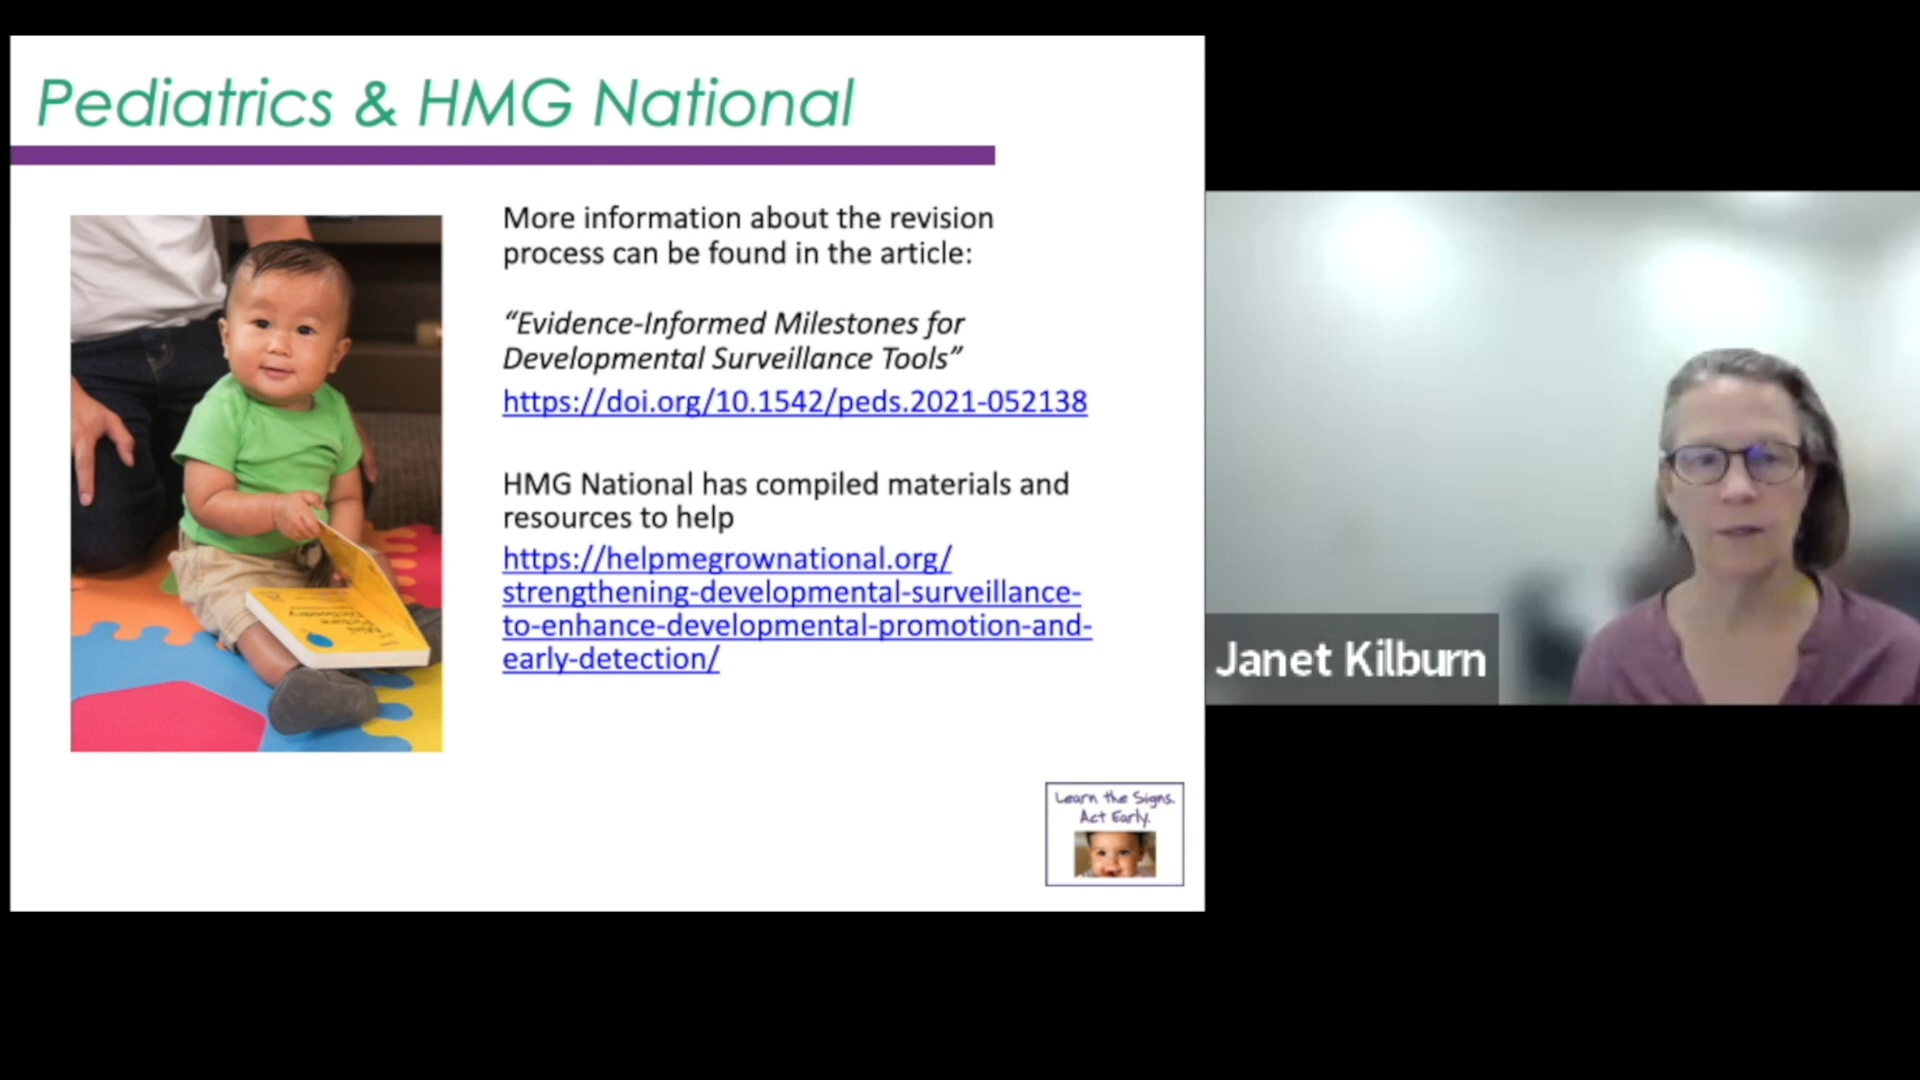 Pediatrics & HMG National
More information about the revision
process can be found in the article:
“Evidence-Informed Milestones for
Developmental Surveillance Tools”
https://doi.org/10.1542/peds.2021-052138
HMG National has compiled materials and
resources to help
https://helpmegrownational.org/
strengthening-developmental-surveillance-
to-enhance-developmental-promotion-and-
early-detection/
Mini
Picture
Dictionary
Learn the Signs.
Act Early.
Janet Kilburn